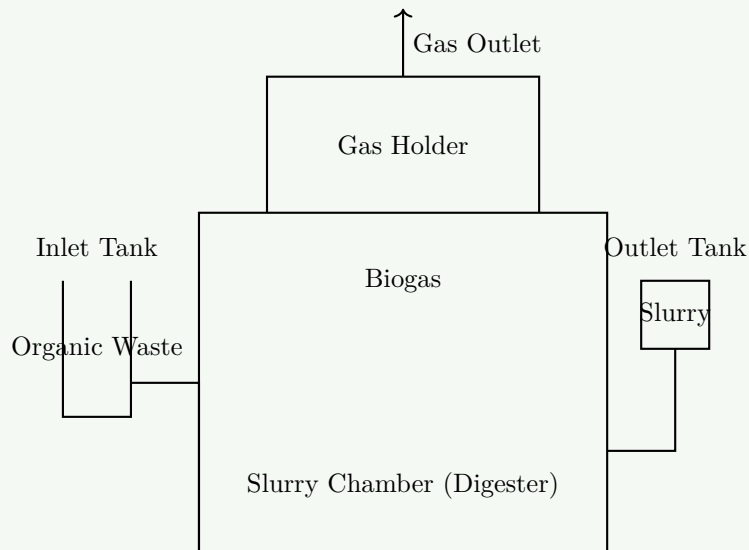 Gas Outlet
Gas Holder
Inlet Tank
Outlet Tank
Biogas
Slurry
Organic Waste
Slurry Chamber (Digester)